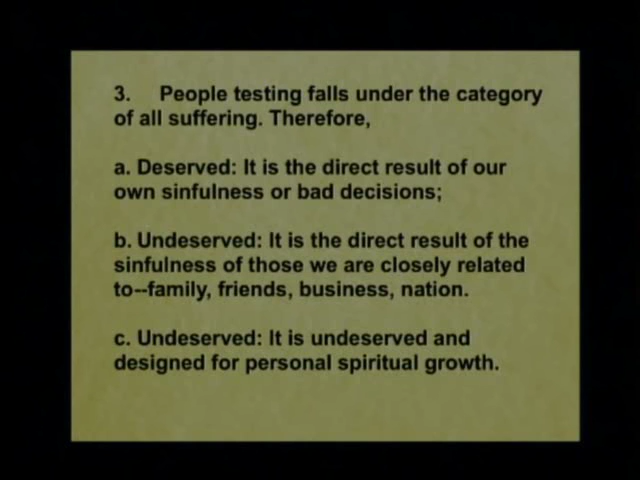 3. People testing falls under the category
of all suffering. Therefore,
a. Deserved: It is the direct result of our
own sinfulness or bad decisions;
b. Undeserved: It is the direct result of the
sinfulness of those we are closely related
to--family, friends, business, nation.
c. Undeserved: It is undeserved and
designed for personal spiritual growth.